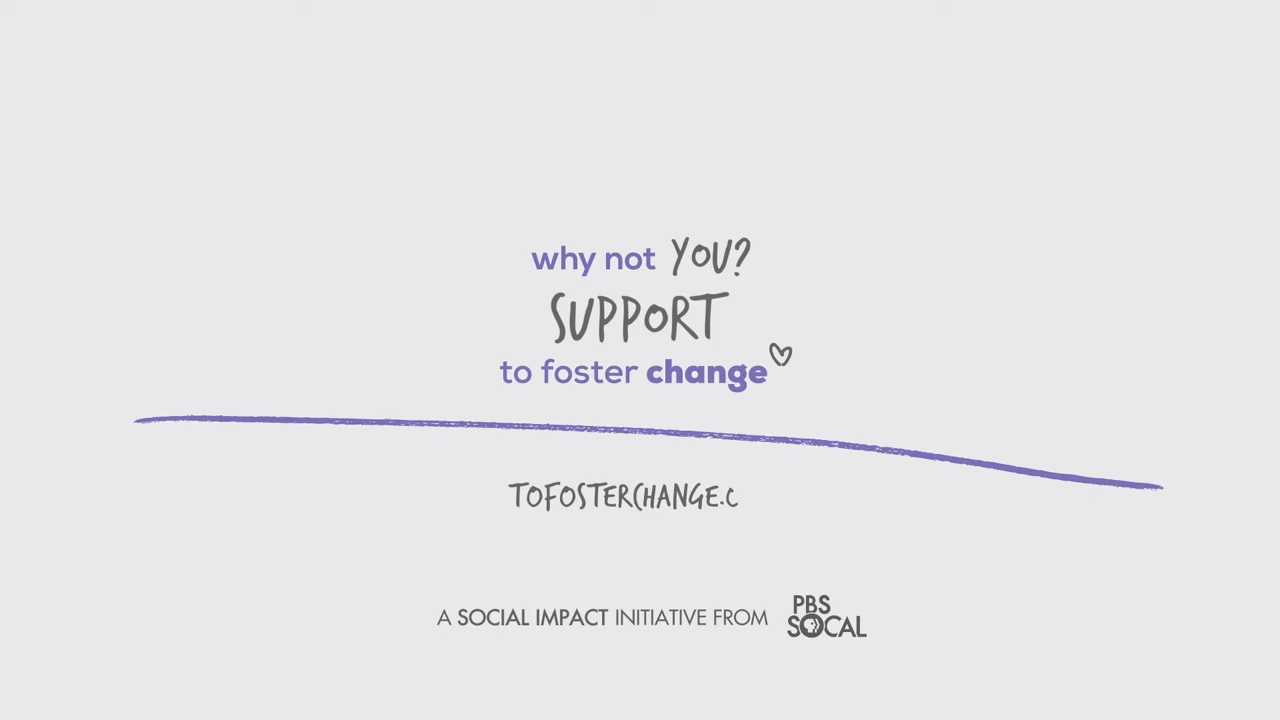 why not YOU?
SUPPORT
to foster change
TOFOSTERCHANGE.C
A SOCIAL IMPACT INITIATIVE FROM
PBS
SOCAL